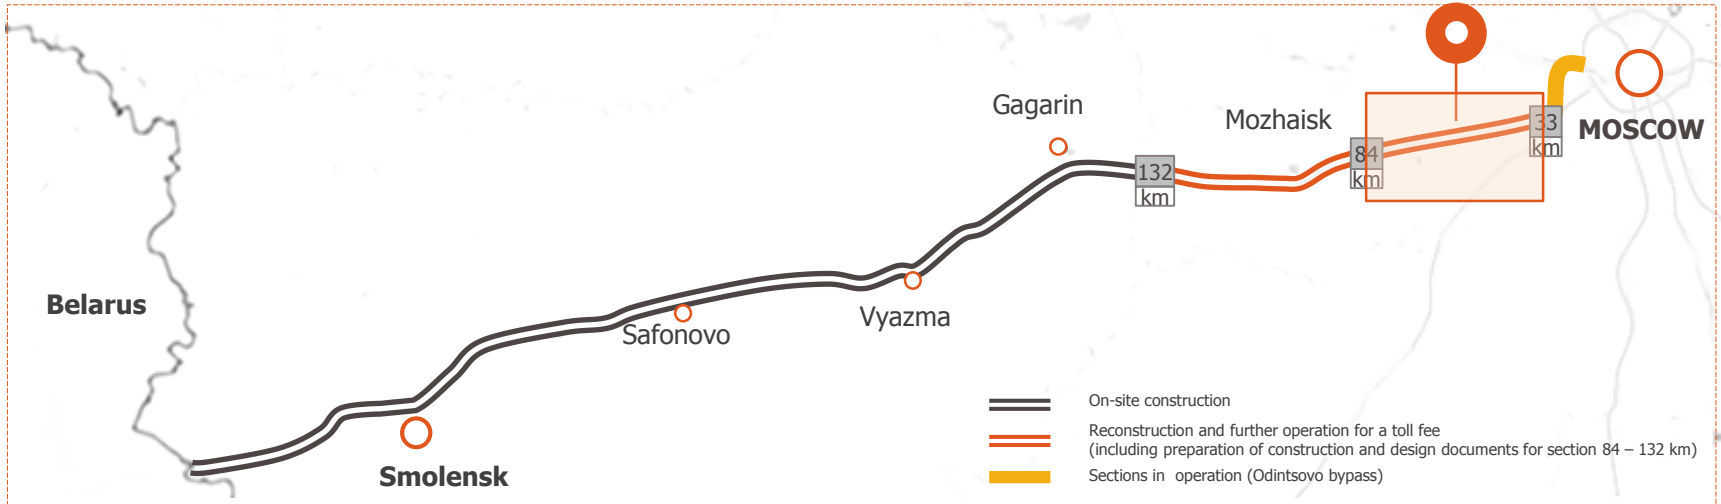 Gagarin
Mozhaisk
33
km
MOSCOW
84
km
132
km
Belarus
Vyazma
Safonovo
Smolensk
On-site construction
Reconstruction and further operation for a toll fee
(including preparation of construction and design documents for section 84 – 132 km)
Sections in operation (Odintsovo bypass)